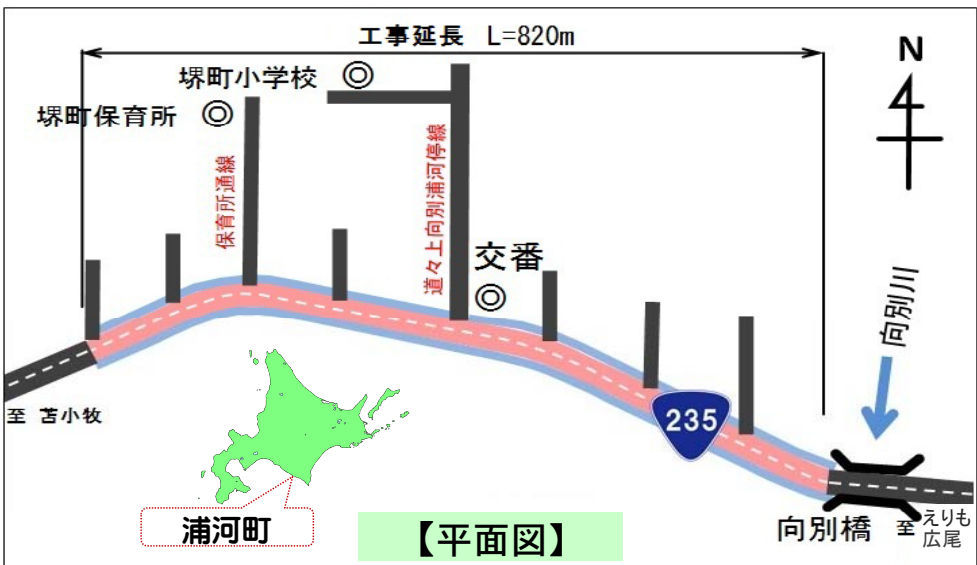 工事延長 L=820m
N
堺町小学校
堺町保育所
保育所通線
道々上向別浦河停線
交番
向別川
至 苫小牧
235
浦河町
【平面図】
向別橋
至 えりも
広尾